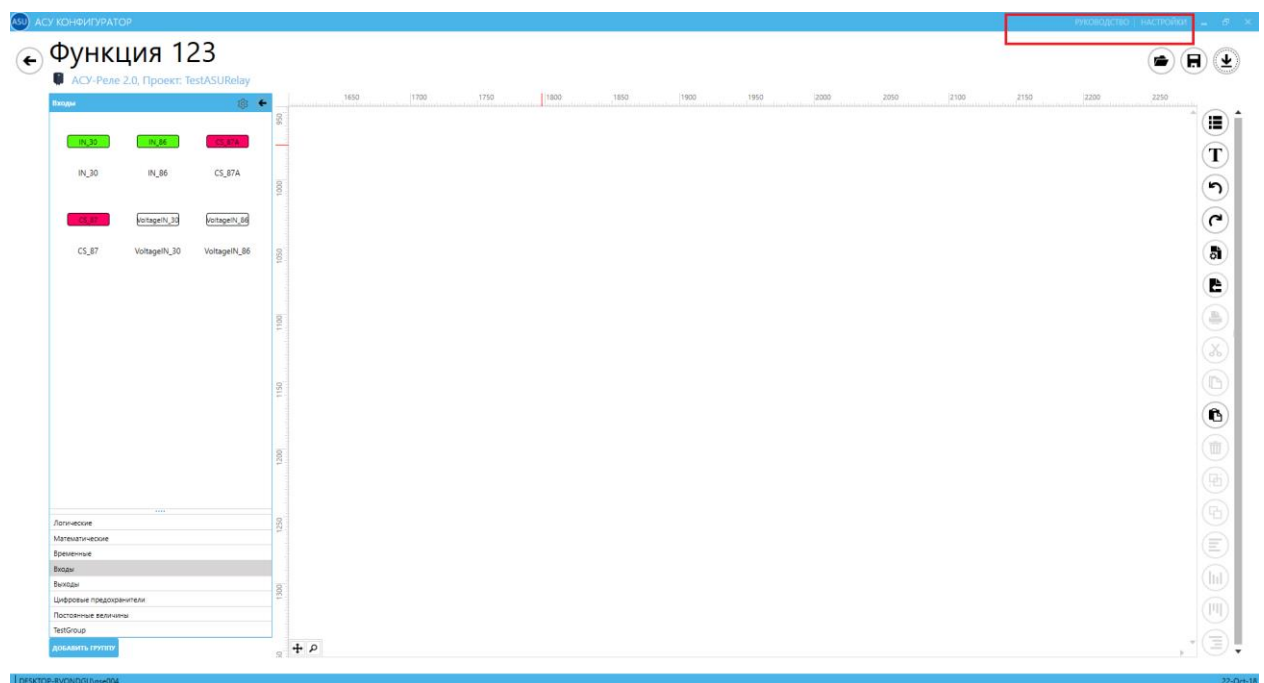 ASU АСУ КОНФИГУРАТОР
РУКОВОДСТВО | НАСТРОЙКИ
Функция 123
АСУ-Реле 2.0, Проект: TestASURelay
Входы
1650 1700 1750 1800 1850 1900 1950 2000 2050 2100 2150 2200 2250
950
IN_30 IN_86 CS_87A
IN_30 IN_86 CS_87A
1000
CS_87 VoltageIN_30 VoltageIN_86
CS_87 VoltageIN_30 VoltageIN_86
1050
1100
1150
1200
1250
1300
Логические
Математические
Временные
Входы
Выходы
Цифровые предохранители
Постоянные величины
TestGroup
ДОБАВИТЬ ГРУППУ
22-Oct-18